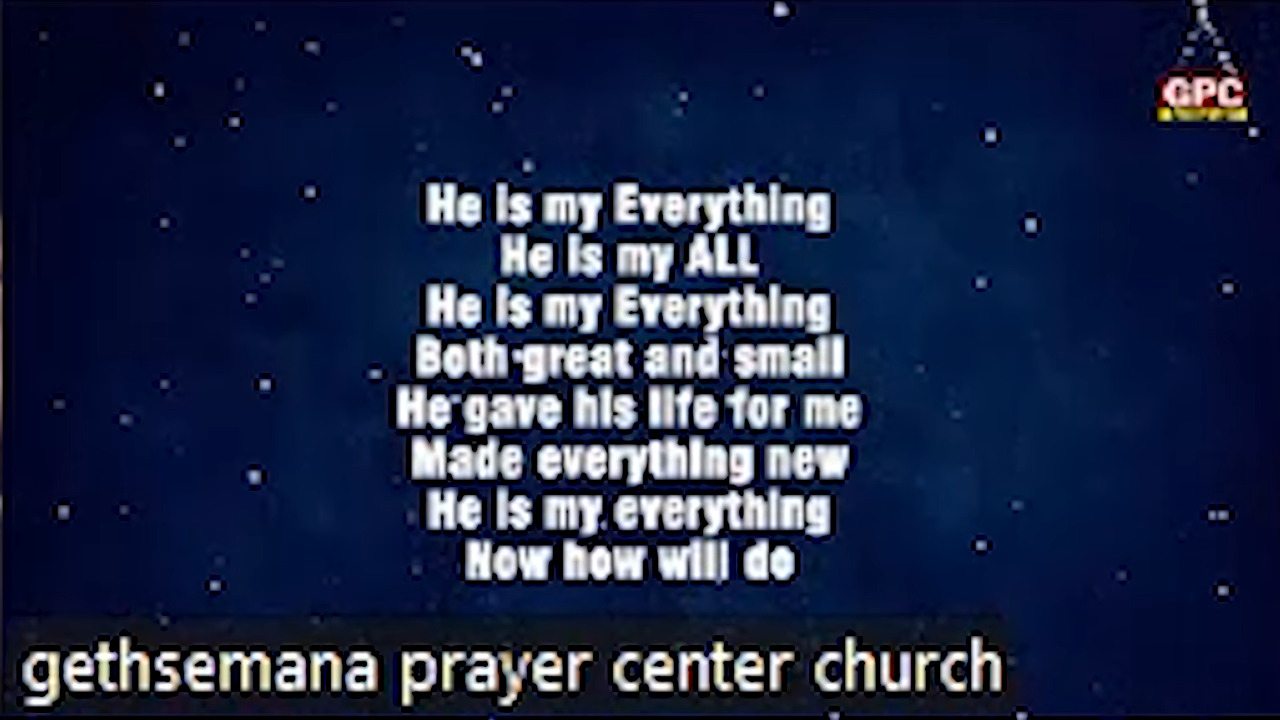 GPC
He is my Everything
He is my ALL
He is my Everything
Both great and small
He gave his life for me
Made everything new
He is my everything
Now how will do
gethsemana prayer center church